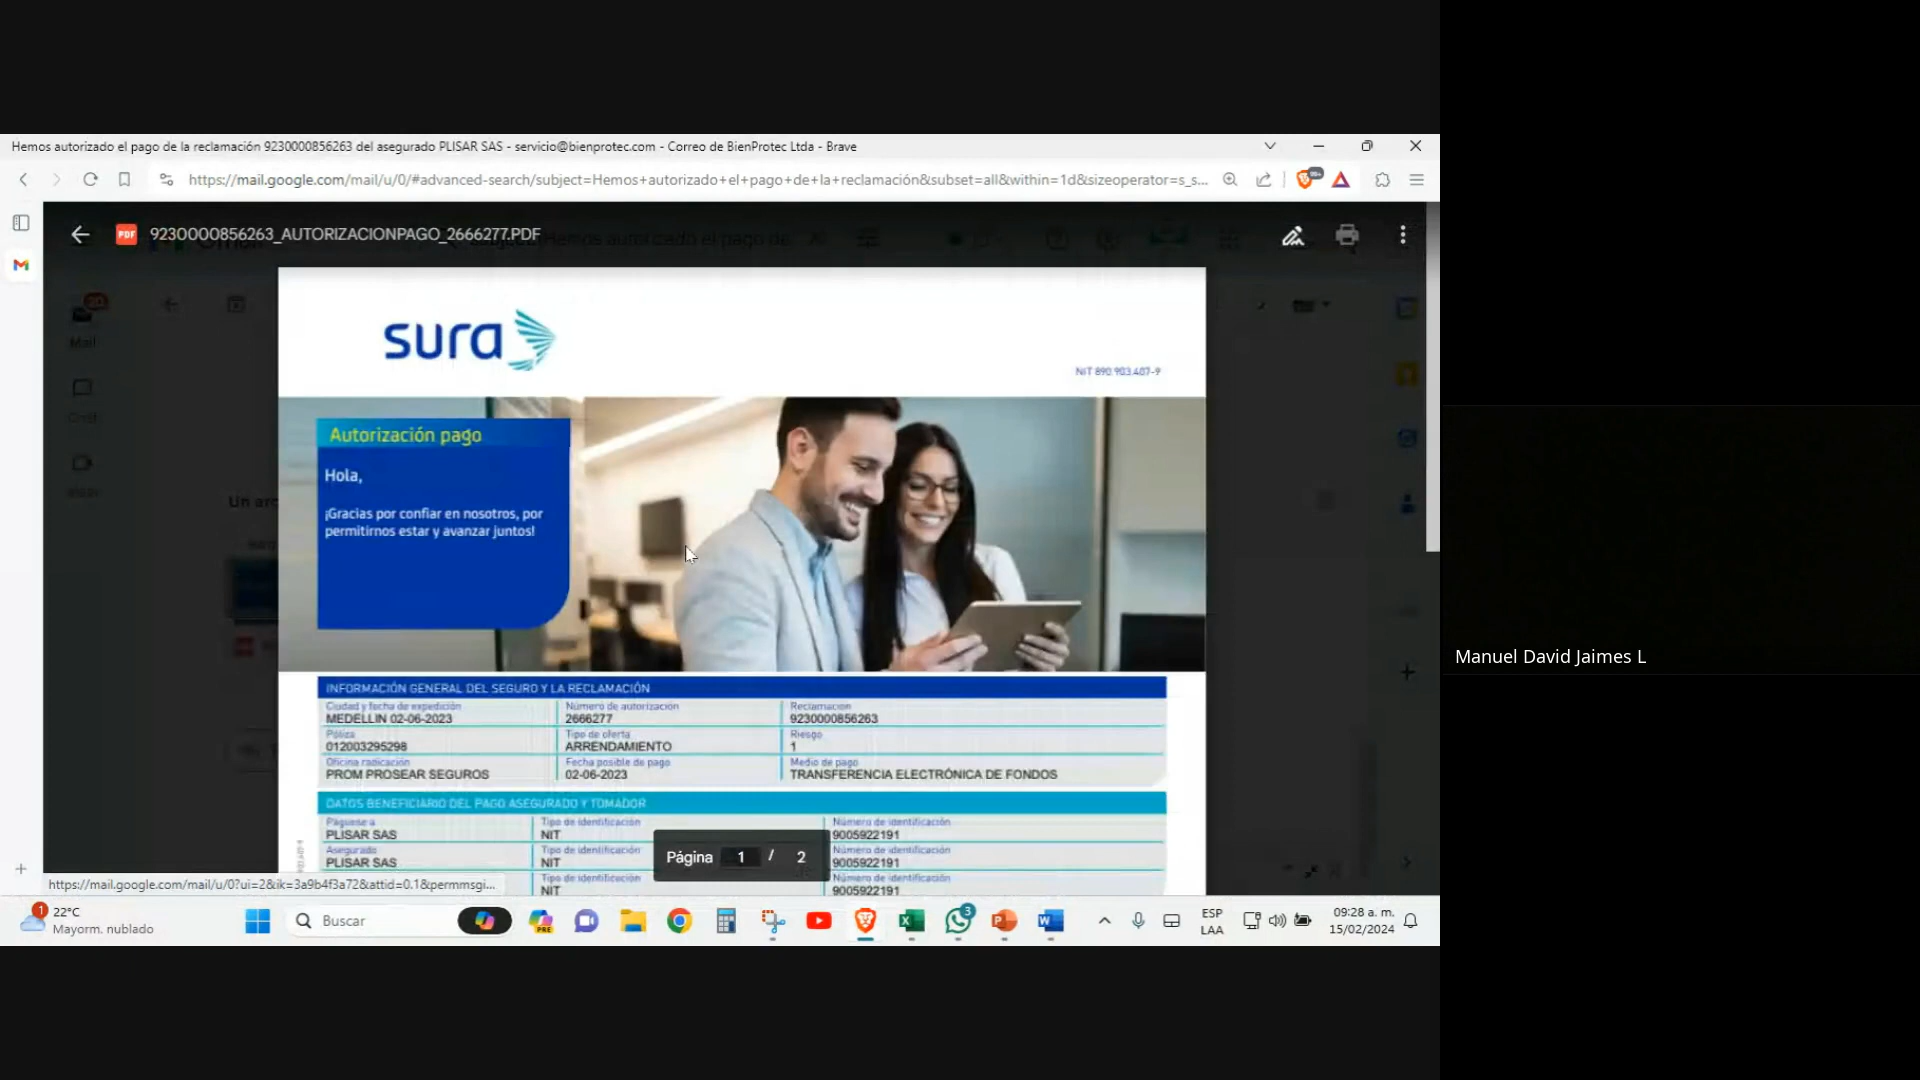 Hemos autorizado el pago de la reclamación 9230000856263 del asegurado PLISAR SAS - servicio@bienprotec.com - Correo de BienProtec Ltda - Brave
https://mail.google.com/mail/u/0/#advanced-search/subject=Hemos+autorizado+el+pago+de+la+reclamación&subset=all&within=1d&sizeoperator=s_s...
PDF 9230000856263_AUTORIZACIONPAGO_2666277.PDF
20
Mail
sura
NIT 890.903.407-9
Autorización pago
Hola,
¡Gracias por confiar en nosotros, por
permitirnos estar y avanzar juntos!
Un arc
INFORMACIÓN GENERAL DEL SEGURO Y LA RECLAMACIÓN
Ciudad y fecha de expedición Número de autorización Reclamación
MEDELLIN 02-06-2023 2666277 9230000856263
Póliza Tipo de oferta Riesgo
012003295298 ARRENDAMIENTO 1
Oficina radicación Fecha posible de pago Medio de pago
PROM PROSEAR SEGUROS 02-06-2023 TRANSFERENCIA ELECTRÓNICA DE FONDOS
DATOS BENEFICIARIO DEL PAGO ASEGURADO Y TOMADOR
Páguese a Tipo de identificación Número de identificación
PLISAR SAS NIT 9005922191
Asegurado Tipo de identificación Número de identificación
PLISAR SAS NIT 9005922191
Tipo de identificación Número de identificación
NIT 9005922191
Página 1 / 2
https://mail.google.com/mail/u/0?ui=2&ik=3a9b4f3a72&attid=0.1&permmsgi...
1
22°C
Mayorm. nublado
Buscar
PRE
3
ESP
LAA
09:28 a. m.
15/02/2024
Manuel David Jaimes L